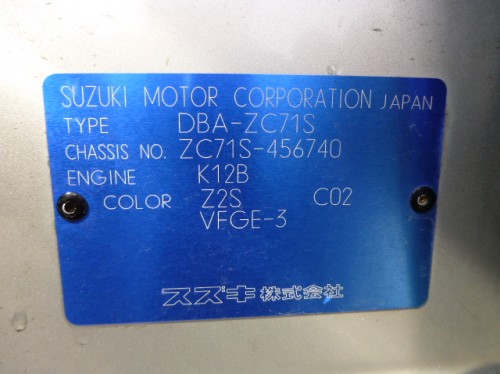 SUZUKI MOTOR CORPORATION JAPAN
TYPE DBA-ZC71S
CHASSIS NO. ZC71S-456740
ENGINE K12B
COLOR Z2S C02
VFGE-3
スズキ株式会社